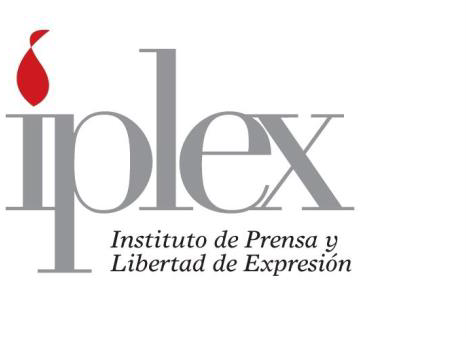 iplex
Instituto de Prensa y
Libertad de Expresión